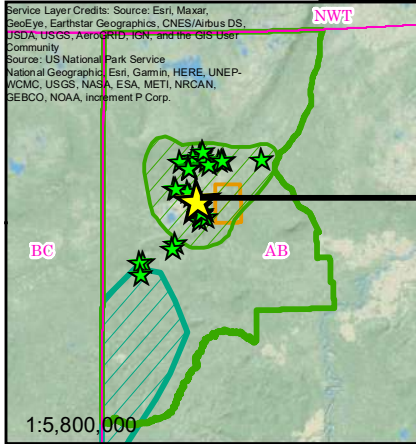 Service Layer Credits: Source: Esri, Maxar,
GeoEye, Earthstar Geographics, CNES/Airbus DS,
USDA, USGS, AeroGRID, IGN, and the GIS User
Community
Source: US National Park Service
National Geographic, Esri, Garmin, HERE, UNEP-
WCMC, USGS, NASA, ESA, METI, NRCAN,
GEBCO, NOAA, increment P Corp.
NWT
BC
AB
1:5,800,000